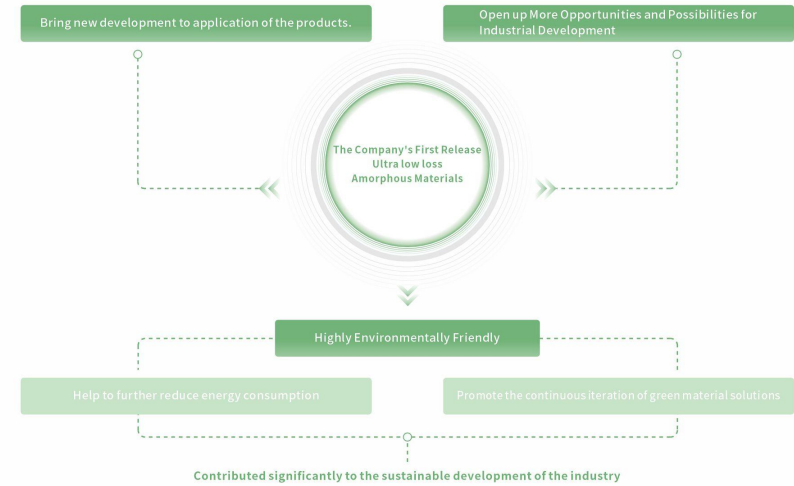 Bring new development to application of the products.
Open up More Opportunities and Possibilities for
Industrial Development
The Company's First Release
Ultra low loss
Amorphous Materials
Highly Environmentally Friendly
Help to further reduce energy consumption
Promote the continuous iteration of green material solutions
Contributed significantly to the sustainable development of the industry